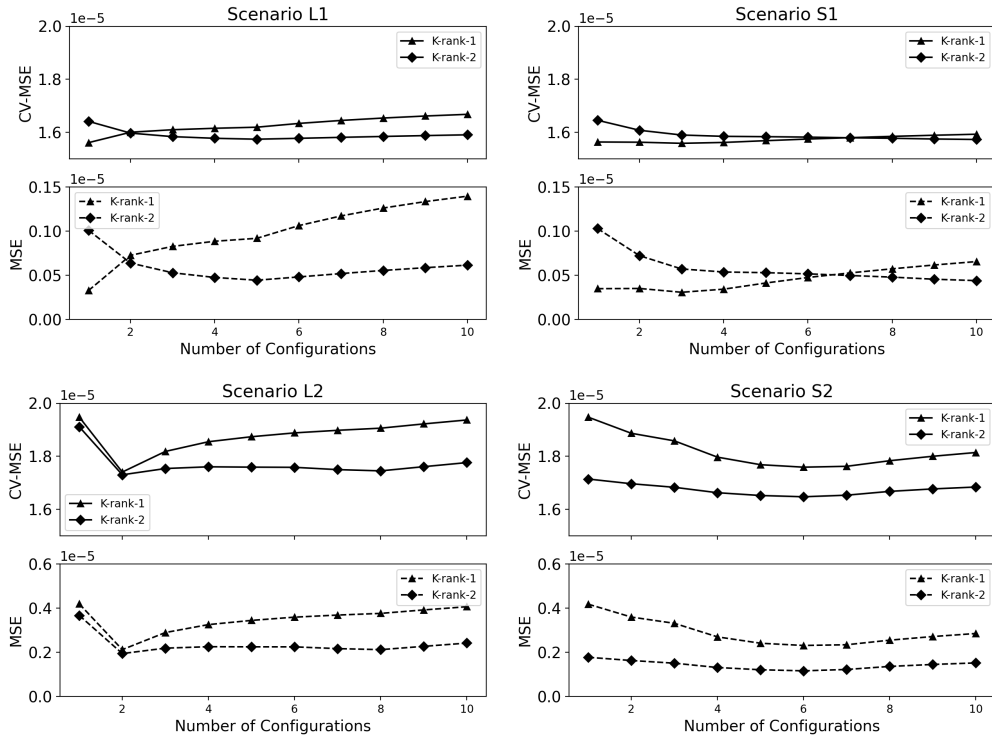 Scenario L1
1e−5
2.0
1.8
1.6
CV-MSE
K-rank-1
K-rank-2
1e−5
0.15
0.10
0.05
0.00
MSE
K-rank-1
K-rank-2
2 4 6 8 10
Number of Configurations
Scenario S1
1e−5
2.0
1.8
1.6
CV-MSE
K-rank-1
K-rank-2
1e−5
0.15
0.10
0.05
0.00
MSE
K-rank-1
K-rank-2
2 4 6 8 10
Number of Configurations
Scenario L2
1e−5
2.0
1.8
1.6
CV-MSE
K-rank-1
K-rank-2
1e−5
0.6
0.4
0.2
0.0
MSE
K-rank-1
K-rank-2
2 4 6 8 10
Number of Configurations
Scenario S2
1e−5
2.0
1.8
1.6
CV-MSE
K-rank-1
K-rank-2
1e−5
0.6
0.4
0.2
0.0
MSE
K-rank-1
K-rank-2
2 4 6 8 10
Number of Configurations